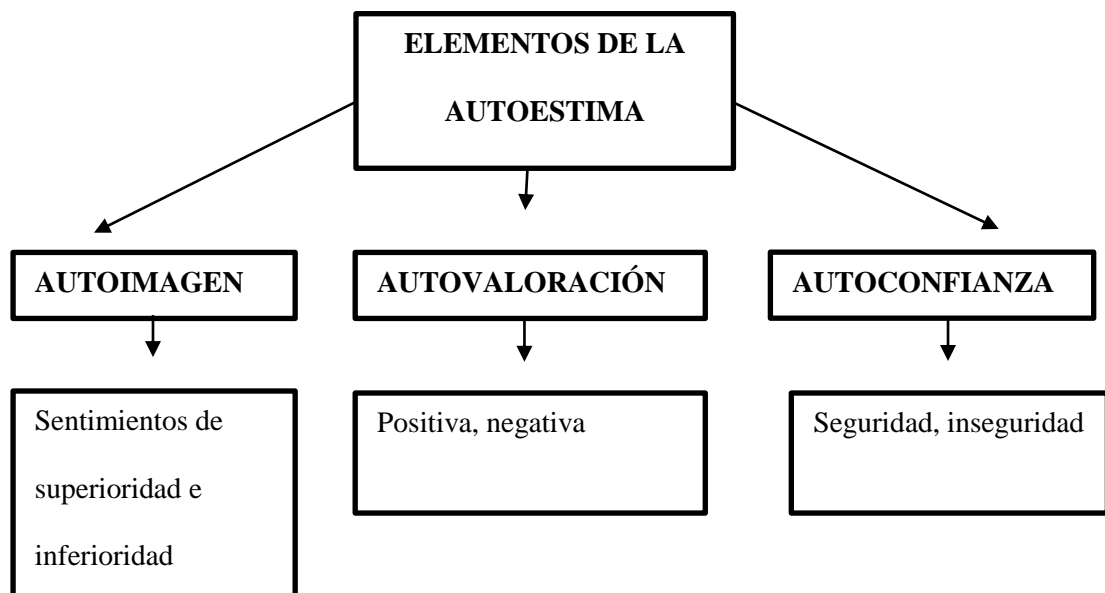 ELEMENTOS DE LA
AUTOESTIMA
AUTOIMAGEN
AUTOVALORACIÓN
AUTOCONFIANZA
Sentimientos de
superioridad e
inferioridad
Positiva, negativa
Seguridad, inseguridad